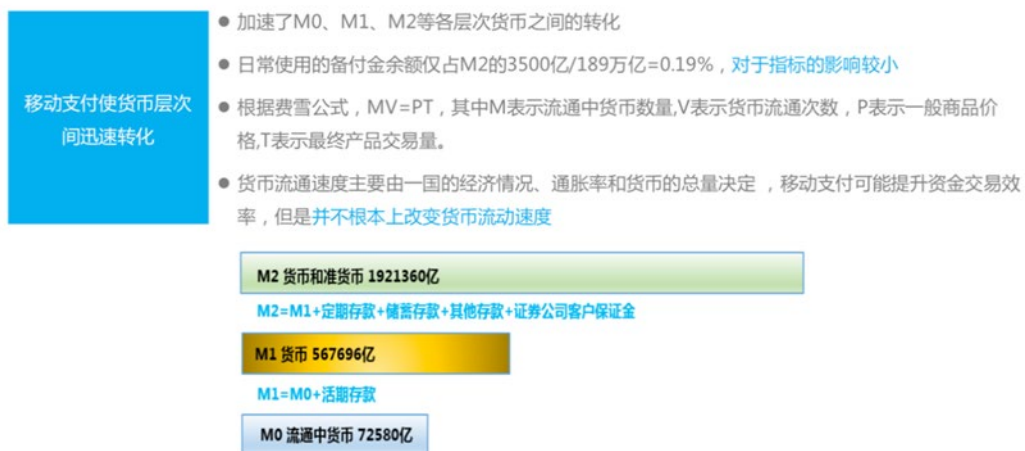 移动支付使货币层次
间迅速转化
● 加速了M0、M1、M2等各层次货币之间的转化
● 日常使用的备付金余额仅占M2的3500亿/189万亿=0.19%，对于指标的影响较小
● 根据费雪公式，MV=PT，其中M表示流通中货币数量,V表示货币流通次数，P表示一般商品价
格,T表示最终产品交易量。
● 货币流通速度主要由一国的经济情况、通胀率和货币的总量决定 ，移动支付可能提升资金交易效
率，但是并不根本上改变货币流动速度
M2 货币和准货币 1921360亿
M2=M1+定期存款+储蓄存款+其他存款+证券公司客户保证金
M1 货币 567696亿
M1=M0+活期存款
M0 流通中货币 72580亿